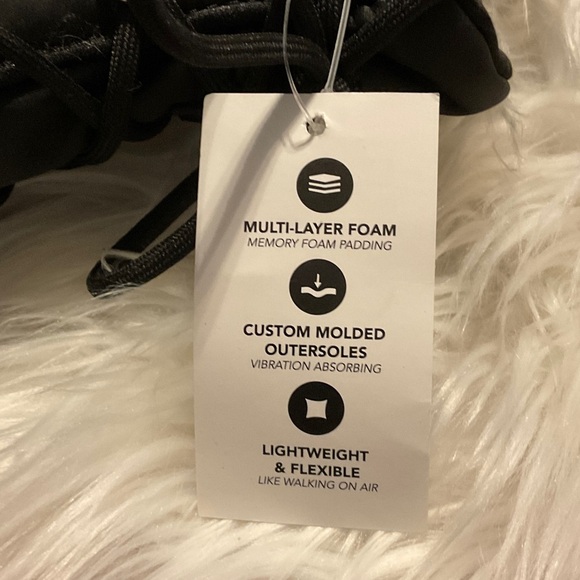 MULTI-LAYER FOAM
MEMORY FOAM PADDING
CUSTOM MOLDED
OUTERSOLES
VIBRATION ABSORBING
LIGHTWEIGHT
& FLEXIBLE
LIKE WALKING ON AIR